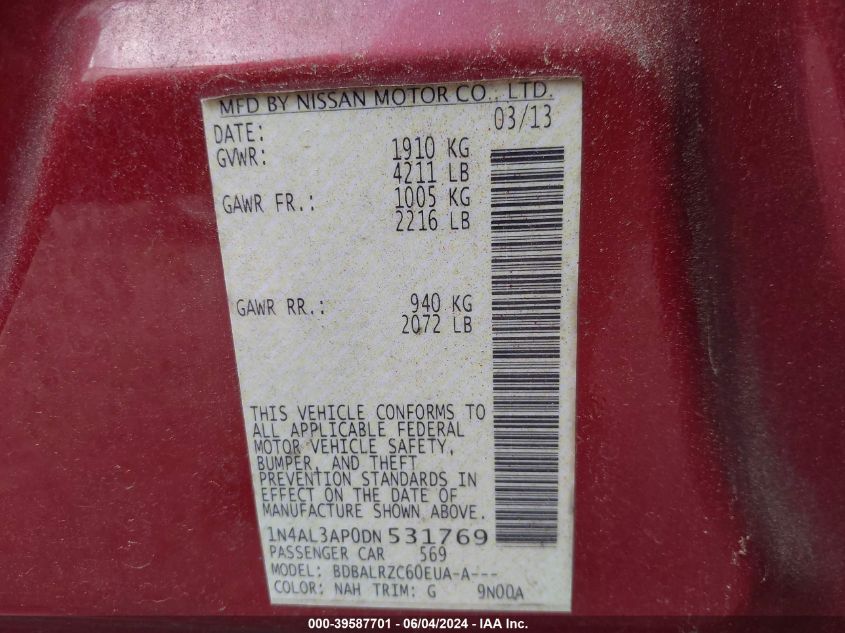 MFD BY NISSAN MOTOR CO., LTD.
DATE: 03/13
GVWR: 1910 KG
4211 LB
GAWR FR.: 1005 KG
2216 LB
GAWR RR.: 940 KG
2072 LB
THIS VEHICLE CONFORMS TO
ALL APPLICABLE FEDERAL
MOTOR VEHICLE SAFETY,
BUMPER, AND THEFT
PREVENTION STANDARDS IN
EFFECT ON THE DATE OF
MANUFACTURE SHOWN ABOVE.
1N4AL3AP0DN 531769
PASSENGER CAR 569
MODEL: BDBALRZC60EUA-A---
COLOR: NAH TRIM: G 9N00A
000-39587701 - 06/04/2024 - IAA Inc.